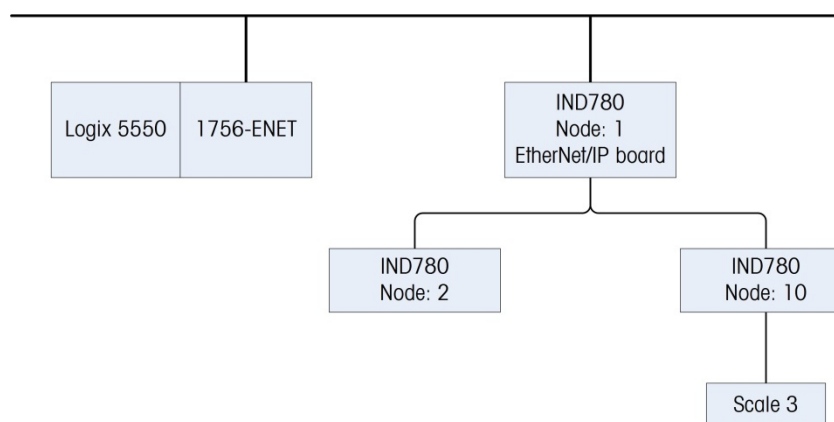 Logix 5550
1756-ENET
IND780
Node: 1
EtherNet/IP board
IND780
Node: 2
IND780
Node: 10
Scale 3